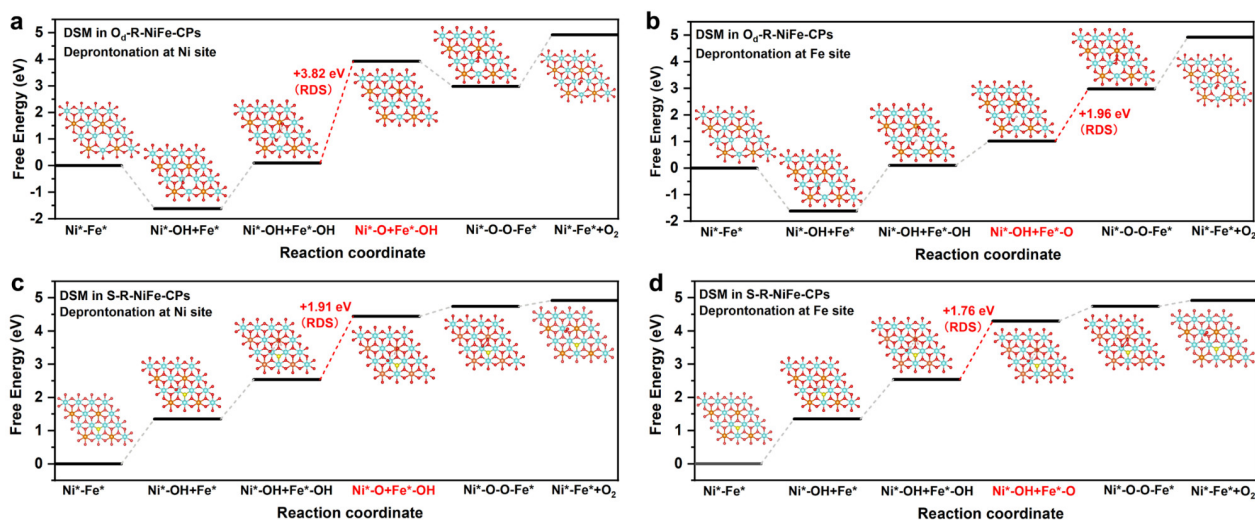 a
DSM in Od-R-NiFe-CPs
Deprontonation at Ni site
Free Energy (eV)
5
4
3
2
1
0
-1
-2
+3.82 eV
(RDS)
Ni*-Fe*
Ni*-OH+Fe*
Ni*-OH+Fe*-OH
Ni*-O+Fe*-OH
Ni*-O-O-Fe*
Ni*-Fe*+O2
Reaction coordinate
b
DSM in Od-R-NiFe-CPs
Deprontonation at Fe site
Free Energy (eV)
5
4
3
2
1
0
-1
-2
+1.96 eV
(RDS)
Ni*-Fe*
Ni*-OH+Fe*
Ni*-OH+Fe*-OH
Ni*-OH+Fe*-O
Ni*-O-O-Fe*
Ni*-Fe*+O2
Reaction coordinate
c
DSM in S-R-NiFe-CPs
Deprontonation at Ni site
Free Energy (eV)
5
4
3
2
1
0
+1.91 eV
(RDS)
Ni*-Fe*
Ni*-OH+Fe*
Ni*-OH+Fe*-OH
Ni*-O+Fe*-OH
Ni*-O-O-Fe*
Ni*-Fe*+O2
Reaction coordinate
d
DSM in S-R-NiFe-CPs
Deprontonation at Fe site
Free Energy (eV)
5
4
3
2
1
0
+1.76 eV
(RDS)
Ni*-Fe*
Ni*-OH+Fe*
Ni*-OH+Fe*-OH
Ni*-OH+Fe*-O
Ni*-O-O-Fe*
Ni*-Fe*+O2
Reaction coordinate